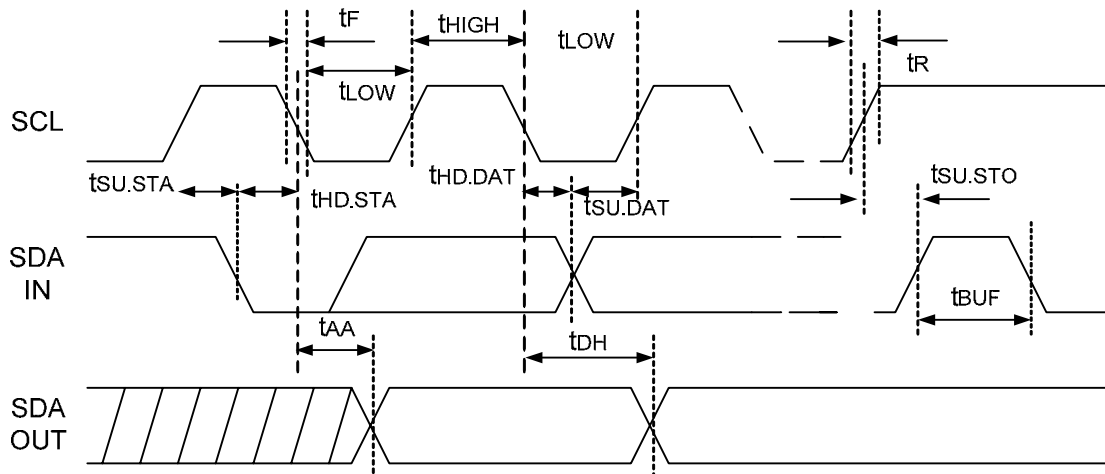 tF
tHIGH
tLOW
tR
tLOW
SCL
tSU.STA
tHD.STA
tHD.DAT
tSU.DAT
tSU.STO
SDA
IN
tBUF
tAA
tDH
SDA
OUT